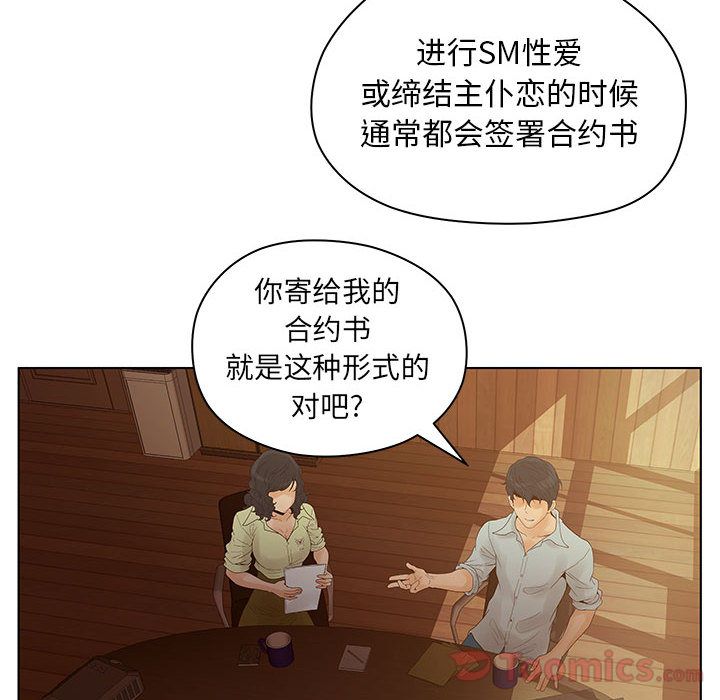 进行SM性爱
或缔结主仆恋的时候
通常都会签署合约书
你寄给我的
合约书
就是这种形式的
对吧?
Toomics.com